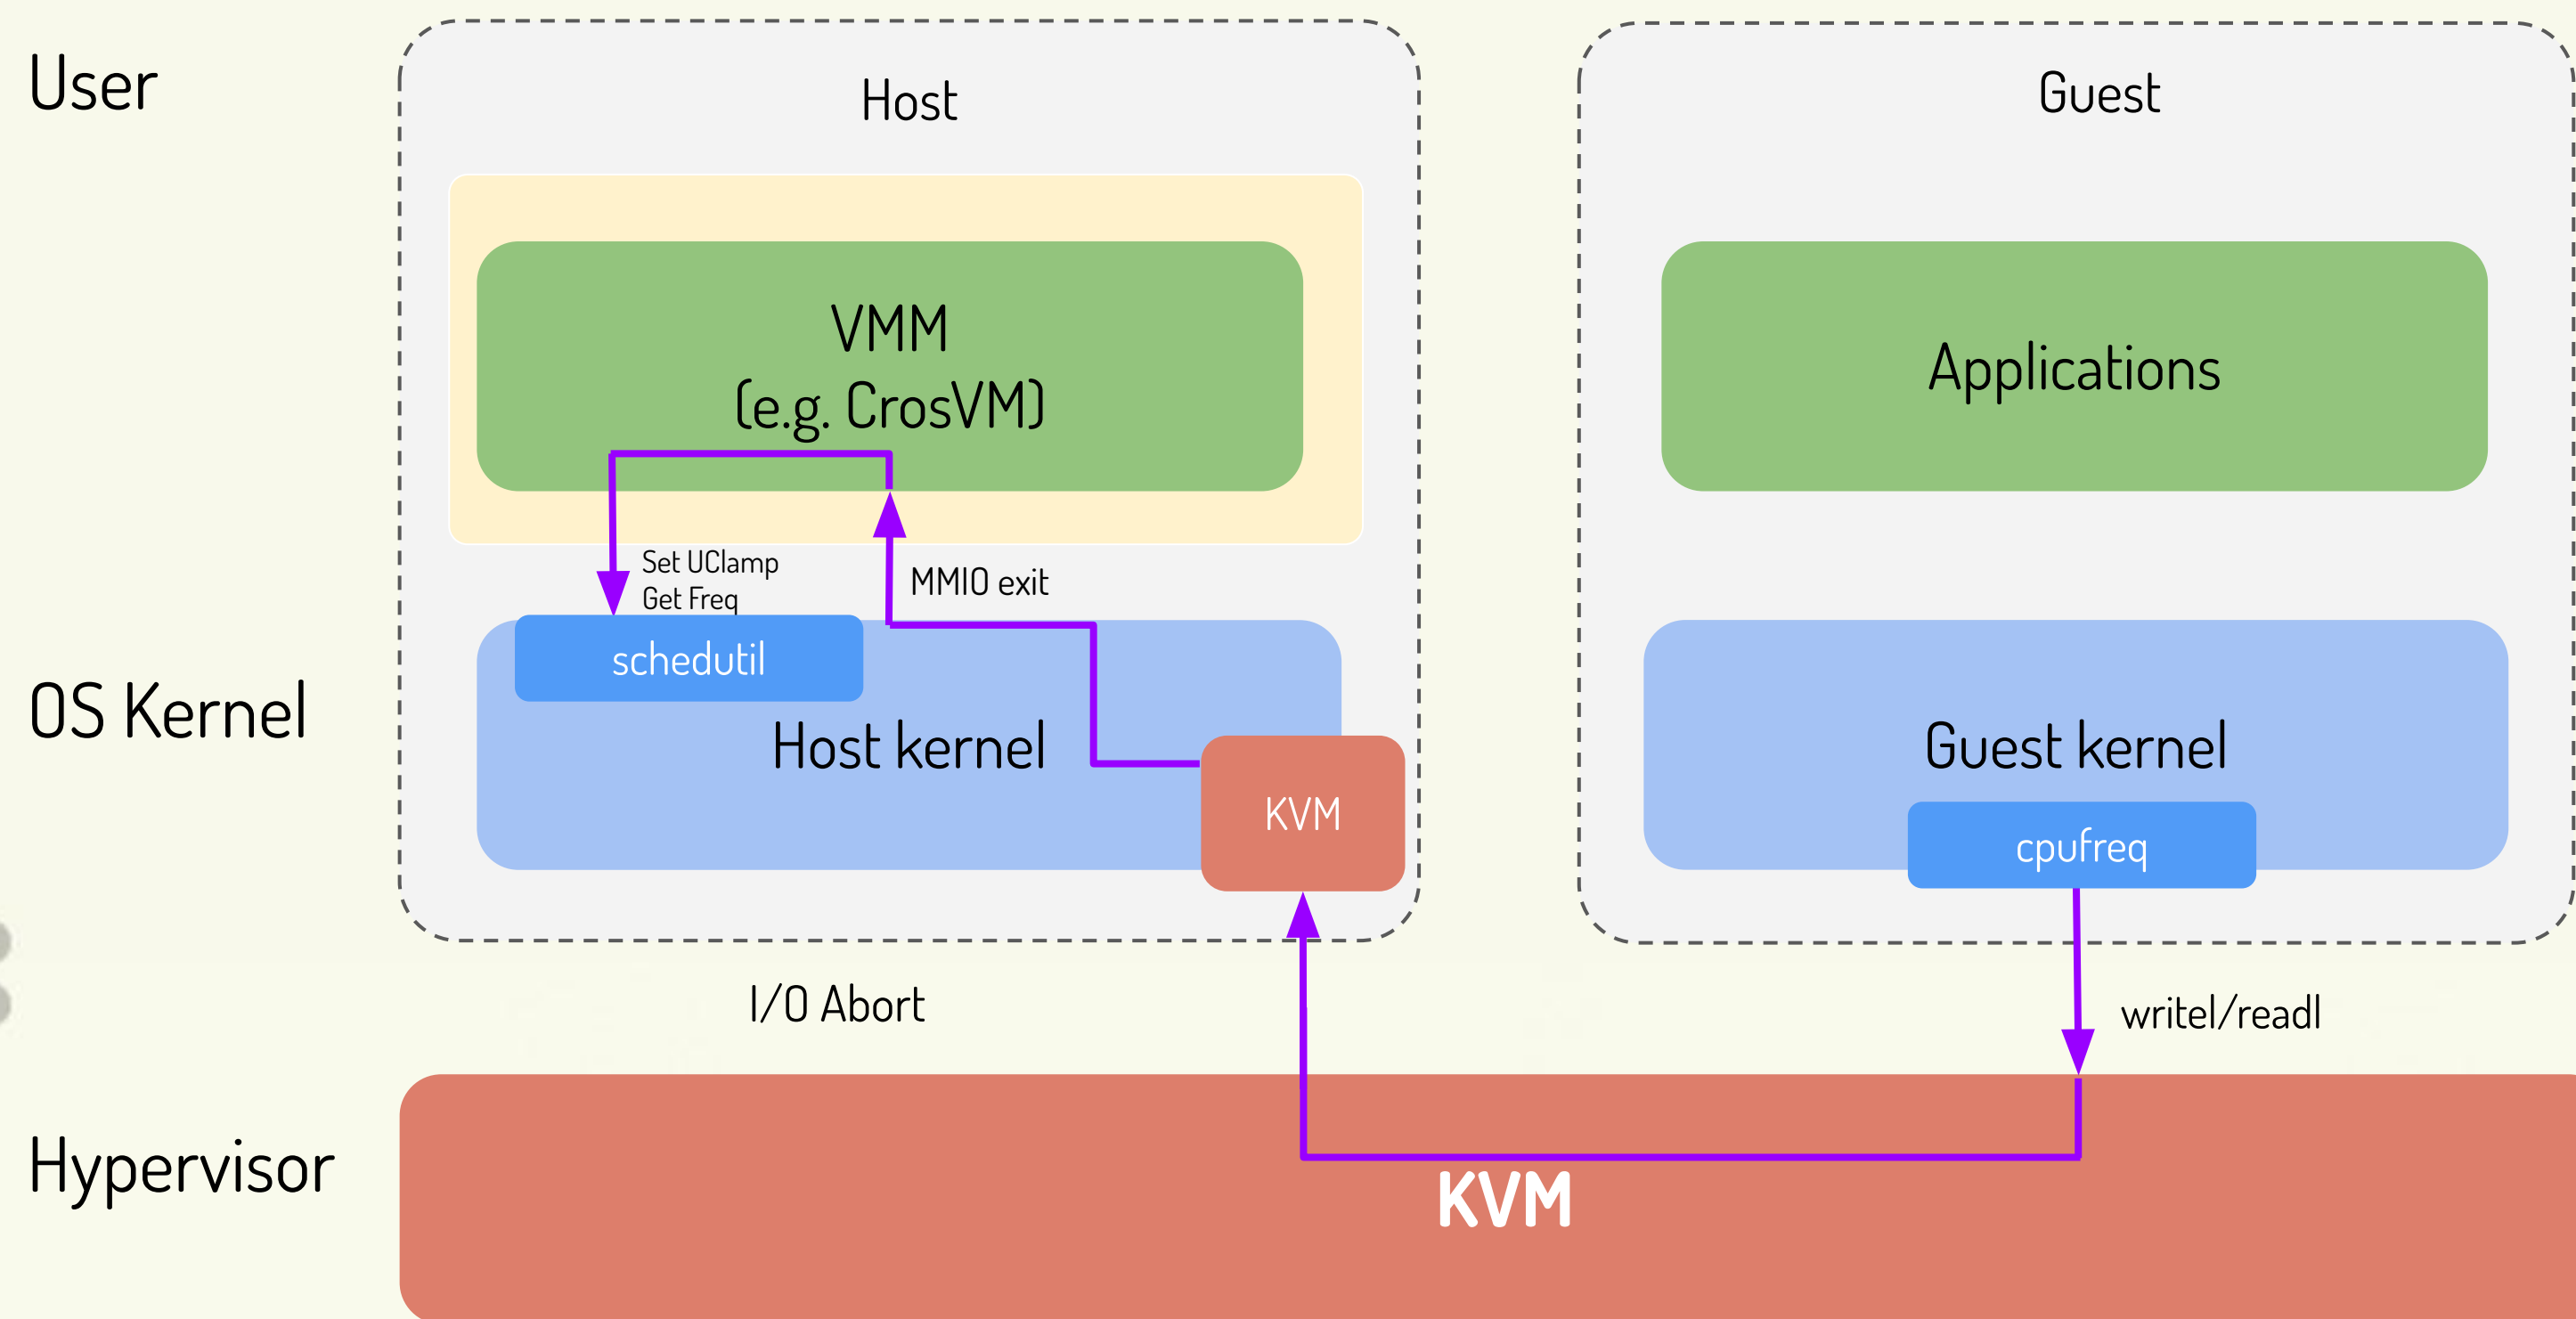 User
Host
Guest
VMM
(e.g. CrosVM)
Applications
Set UClamp
Get Freq
MMIO exit
schedutil
OS Kernel
Host kernel
Guest kernel
KVM
cpufreq
I/O Abort
writel/readl
Hypervisor
KVM